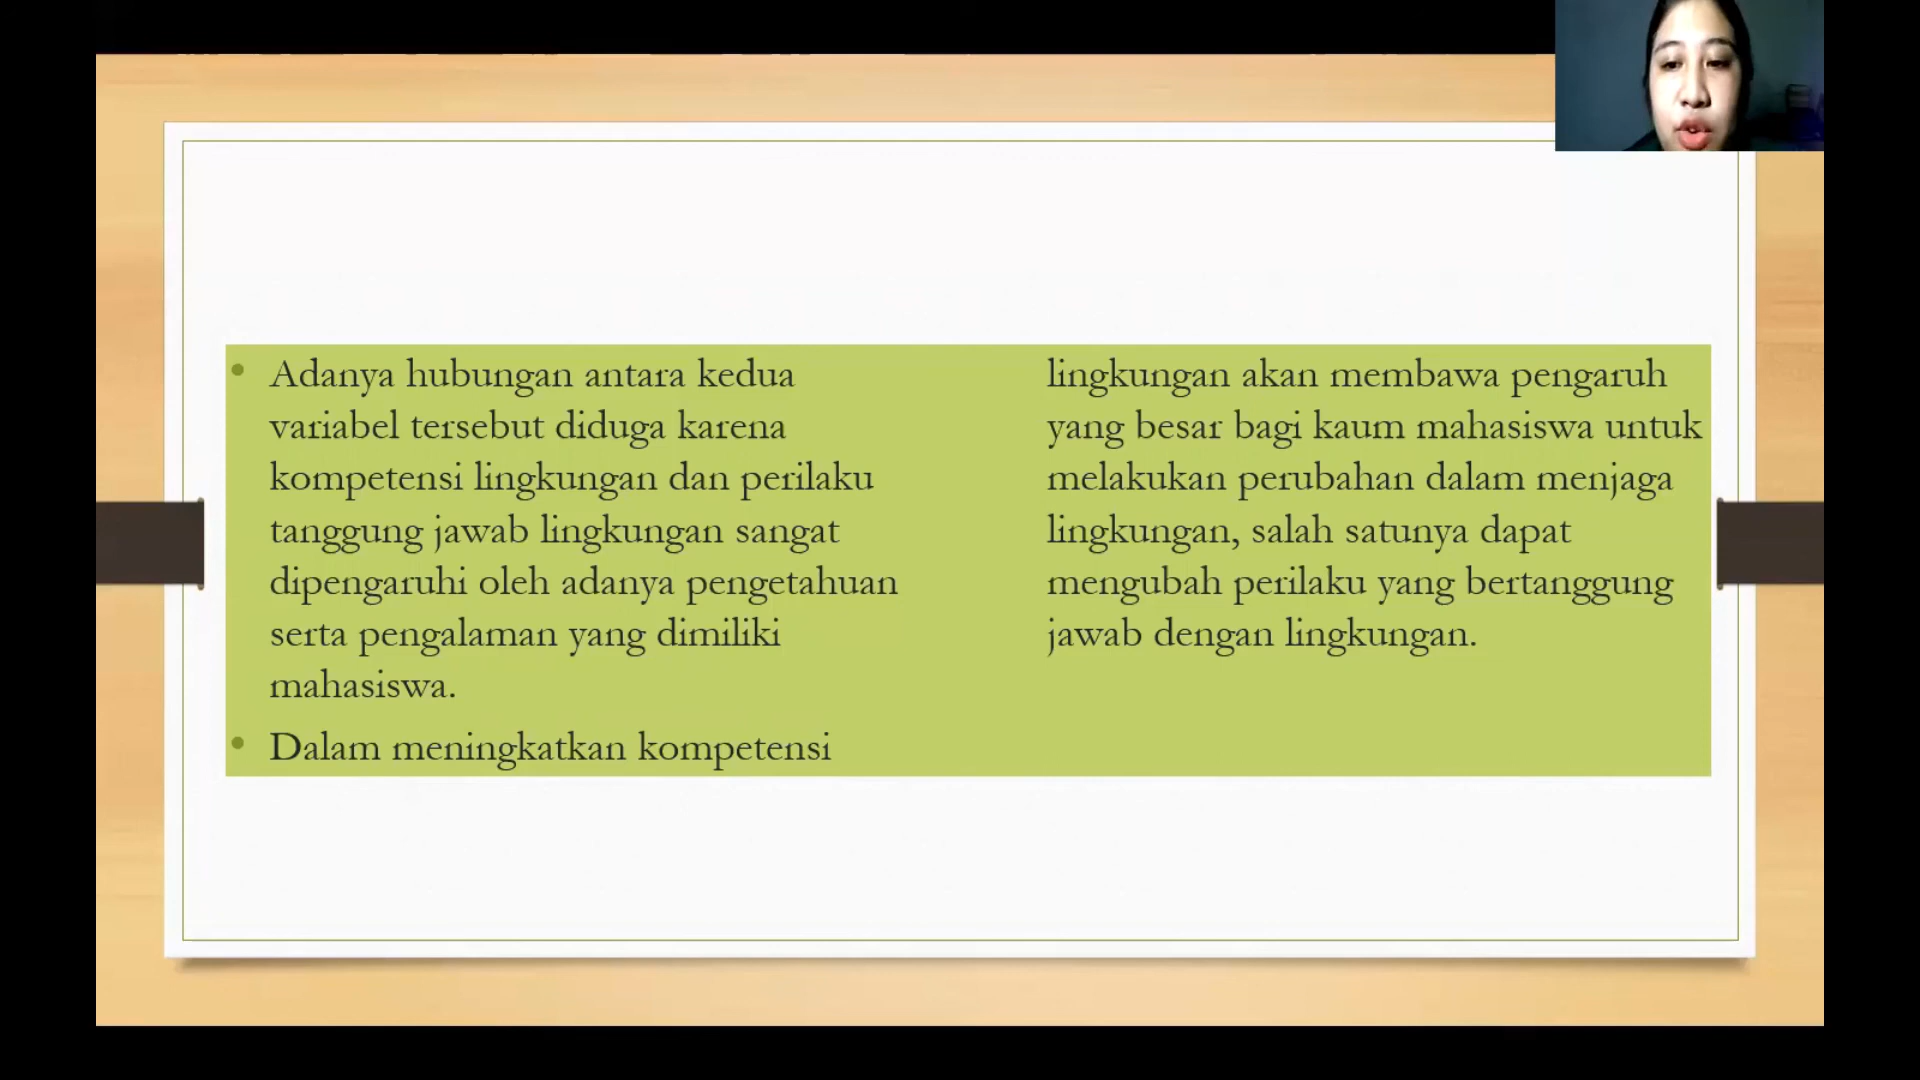 • Adanya hubungan antara kedua
variabel tersebut diduga karena
kompetensi lingkungan dan perilaku
tanggung jawab lingkungan sangat
dipengaruhi oleh adanya pengetahuan
serta pengalaman yang dimiliki
mahasiswa.
• Dalam meningkatkan kompetensi
lingkungan akan membawa pengaruh
yang besar bagi kaum mahasiswa untuk
melakukan perubahan dalam menjaga
lingkungan, salah satunya dapat
mengubah perilaku yang bertanggung
jawab dengan lingkungan.